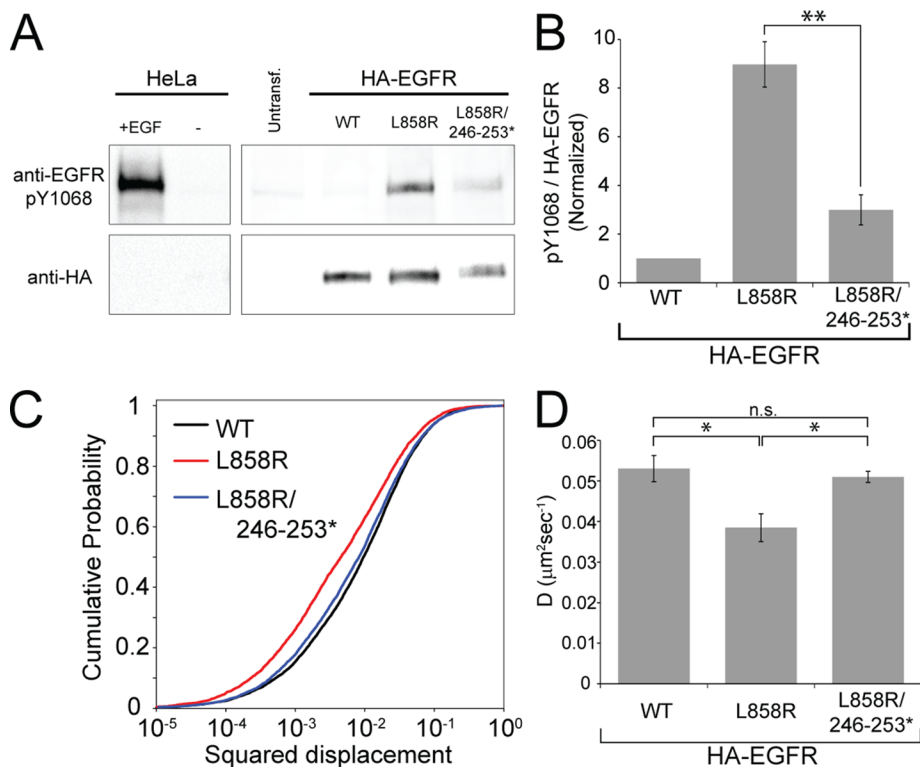 A
HeLa
+EGF -
Untransf.
HA-EGFR
WT L858R L858R/
246-253*
anti-EGFR
pY1068
anti-HA
B
pY1068 / HA-EGFR
(Normalized)
10
8
6
4
2
0
**
WT L858R L858R/
246-253*
HA-EGFR
C
Cumulative Probability
1
0.8
0.6
0.4
0.2
0
WT
L858R
L858R/
246-253*
10-5 10-4 10-3 10-2 10-1 100
Squared displacement
D
D (μm2sec-1)
0.06
0.05
0.04
0.03
0.02
0.01
0
n.s.
* *
WT L858R L858R/
246-253*
HA-EGFR